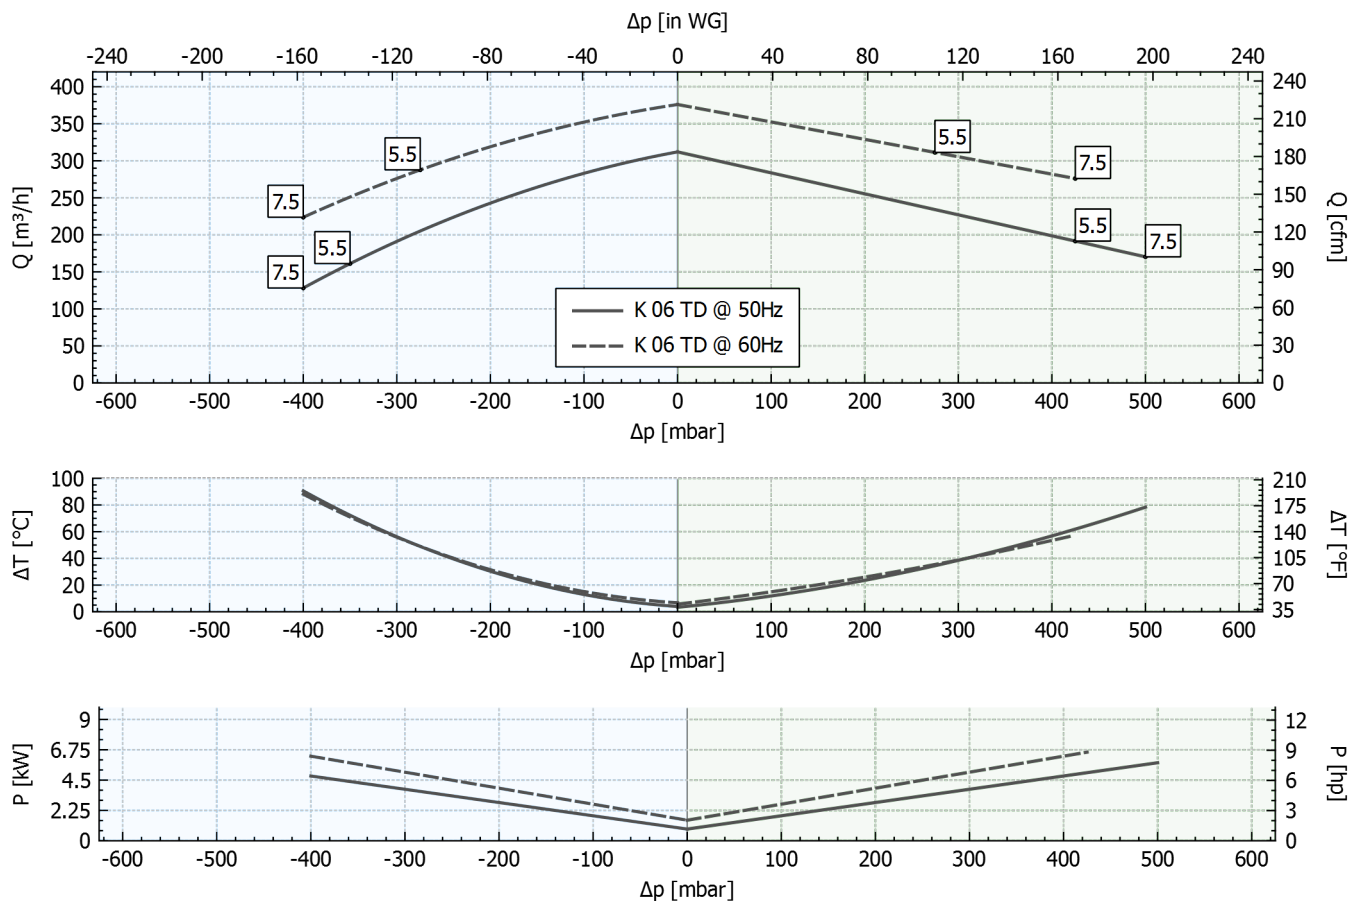 Δp [in WG]
-240 -200 -160 -120 -80 -40 0 40 80 120 160 200 240
400 240
350 5.5 5.5 210
300 7.5 180
250 7.5 150
200 5.5 5.5 7.5 120
150 7.5 90
100 K 06 TD @ 50Hz 60
50 K 06 TD @ 60Hz 30
0 0
Q [m³/h]
Q [cfm]
-600 -500 -400 -300 -200 -100 0 100 200 300 400 500 600
Δp [mbar]
100 210
80 175
60 140
40 105
20 70
0 35
ΔT [°C]
ΔT [°F]
-600 -500 -400 -300 -200 -100 0 100 200 300 400 500 600
Δp [mbar]
9 12
6.75 9
4.5 6
2.25 3
0 0
P [kW]
P [hp]
-600 -500 -400 -300 -200 -100 0 100 200 300 400 500 600
Δp [mbar]